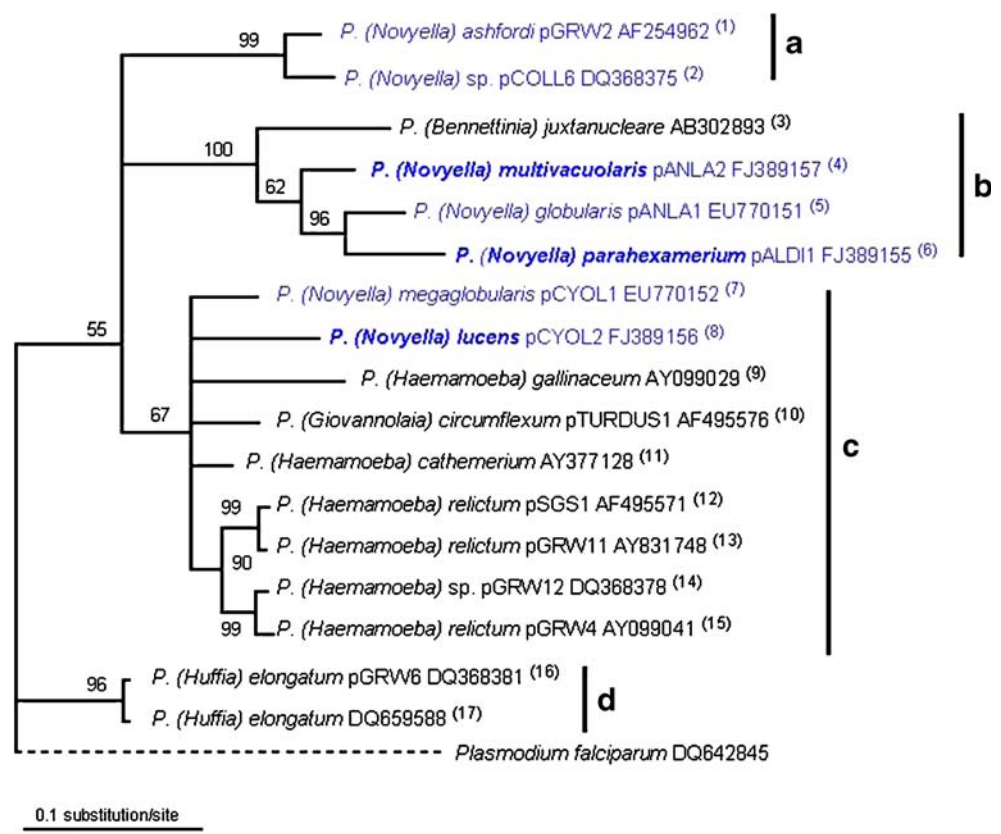 99
P. (Novyella) ashfordi pGRW2 AF254962 (1)
a
P. (Novyella) sp. pCOLL6 DQ368375 (2)
P. (Bennettinia) juxtanucleare AB302893 (3)
100
P. (Novyella) multivacuolaris pANLA2 FJ389157 (4)
b
62
P. (Novyella) globularis pANLA1 EU770151 (5)
96
P. (Novyella) parahexamerium pALDI1 FJ389155 (6)
P. (Novyella) megaglobularis pCYOL1 EU770152 (7)
55
P. (Novyella) lucens pCYOL2 FJ389156 (8)
P. (Haemamoeba) gallinaceum AY099029 (9)
67
P. (Giovannolaia) circumflexum pTURDUS1 AF495576 (10)
c
P. (Haemamoeba) cathemerium AY377128 (11)
99
P. (Haemamoeba) relictum pSGS1 AF495571 (12)
P. (Haemamoeba) relictum pGRW11 AY831748 (13)
90
P. (Haemamoeba) sp. pGRW12 DQ368378 (14)
99
P. (Haemamoeba) relictum pGRW4 AY099041 (15)
96
P. (Huffia) elongatum pGRW6 DQ368381 (16)
d
P. (Huffia) elongatum DQ659588 (17)
Plasmodium falciparum DQ642845
0.1 substitution/site